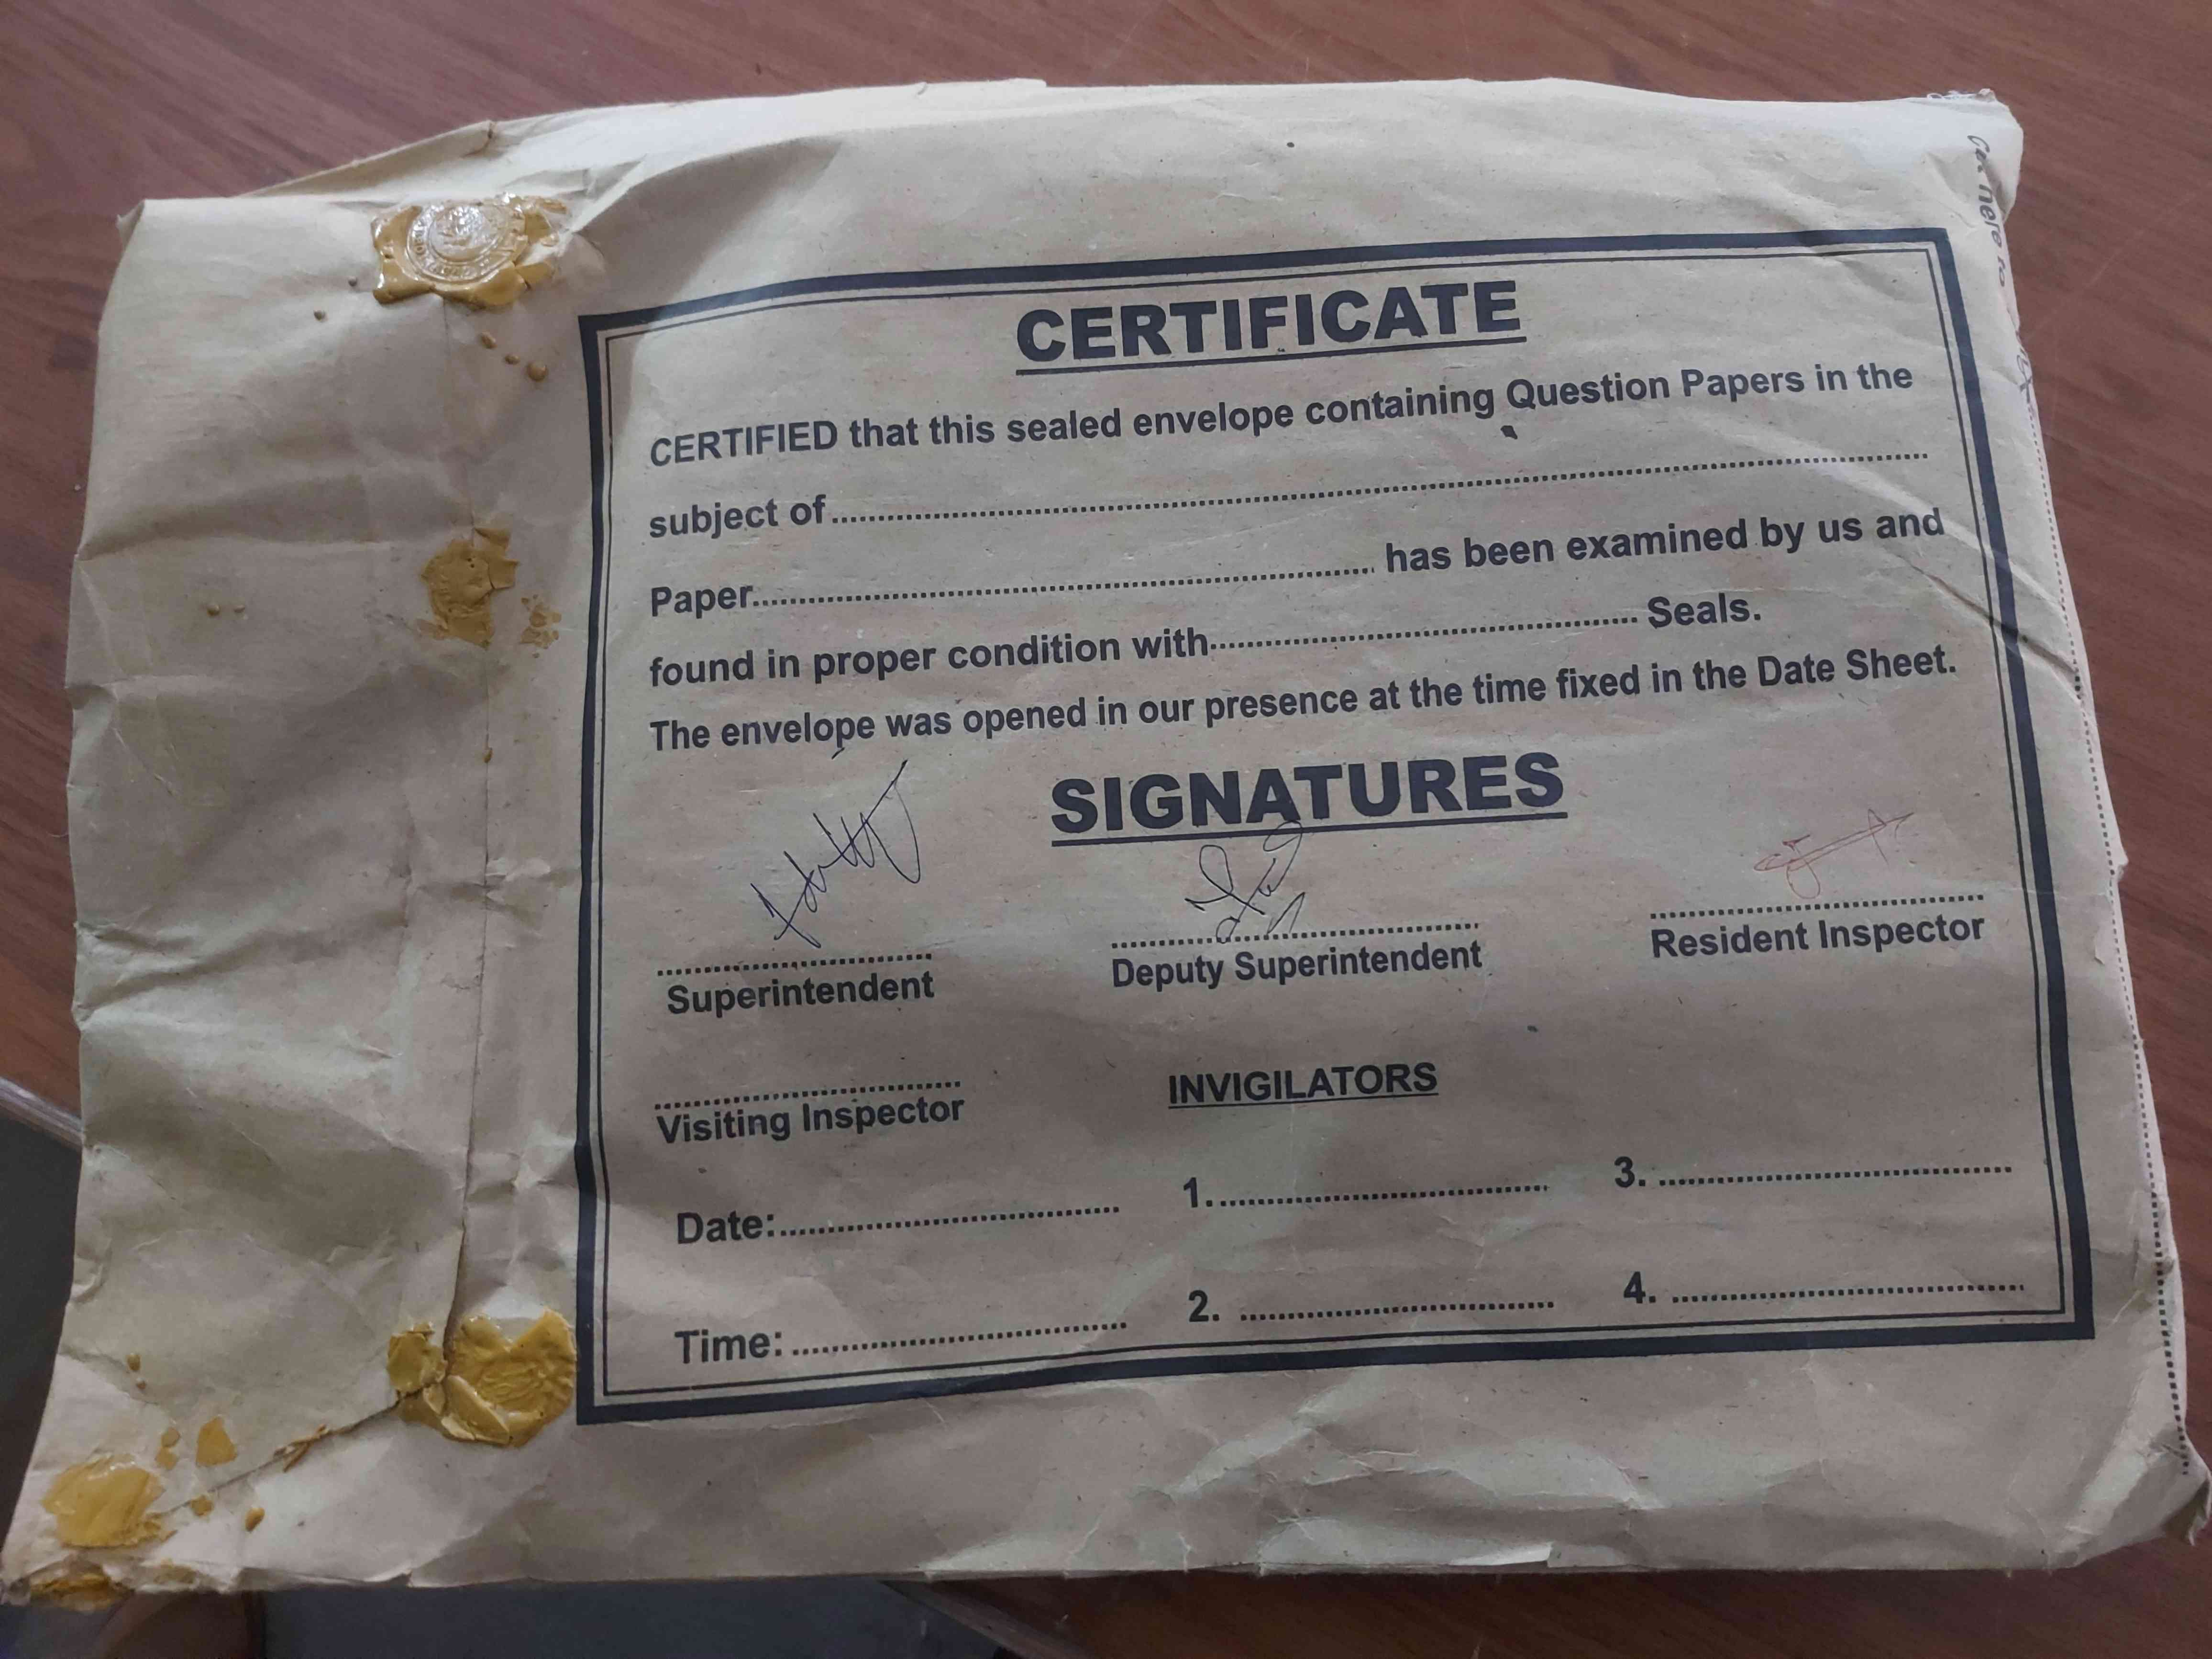 CERTIFICATE
CERTIFIED that this sealed envelope containing Question Papers in the
subject of
Paper has been examined by us and
found in proper condition with Seals.
The envelope was opened in our presence at the time fixed in the Date Sheet.
SIGNATURES
Superintendent
Deputy Superintendent
Resident Inspector
Visiting Inspector
INVIGILATORS
Date:
1.
3.
Time:
2.
4.